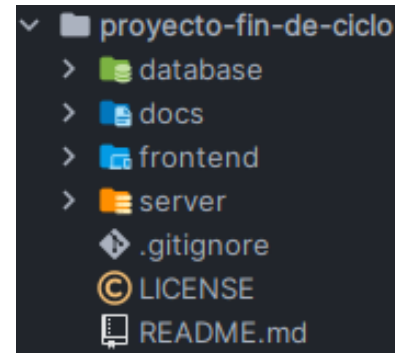 proyecto-fin-de-ciclo
database
docs
frontend
server
.gitignore
LICENSE
README.md